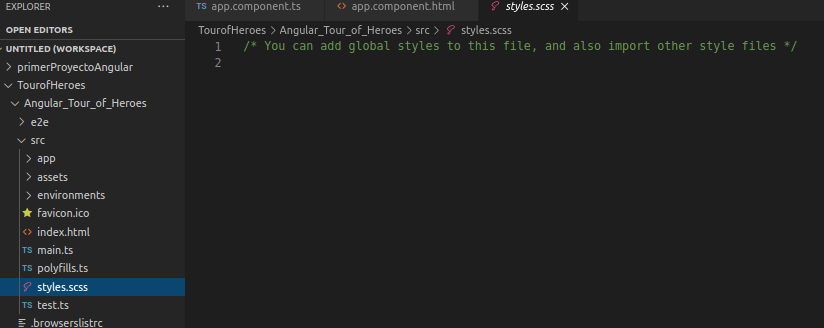 EXPLORER ···
OPEN EDITORS
UNTITLED (WORKSPACE)
primerProyectoAngular
TourofHeroes
Angular_Tour_of_Heroes
e2e
src
app
assets
environments
favicon.ico
index.html
TS main.ts
TS polyfills.ts
styles.scss
TS test.ts
.browserslistrc
TS app.component.ts <> app.component.html styles.scss ×
TourofHeroes > Angular_Tour_of_Heroes > src > styles.scss
1 /* You can add global styles to this file, and also import other style files */
2